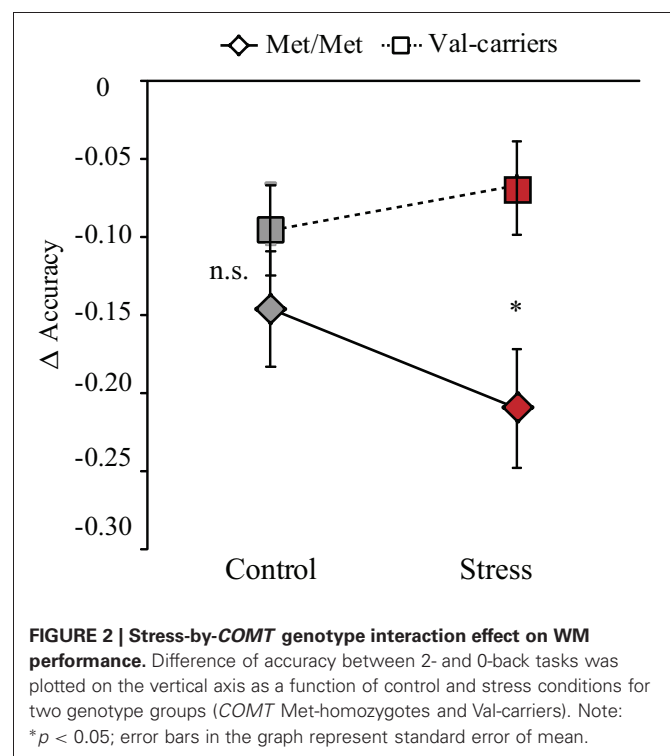 Met/Met Val-carriers
0
-0.05
-0.10
n.s.
-0.15
*
-0.20
-0.25
-0.30
Δ Accuracy
Control Stress
FIGURE 2 | Stress-by-COMT genotype interaction effect on WM
performance. Difference of accuracy between 2- and 0-back tasks was
plotted on the vertical axis as a function of control and stress conditions for
two genotype groups (COMT Met-homozygotes and Val-carriers). Note:
*p < 0.05; error bars in the graph represent standard error of mean.